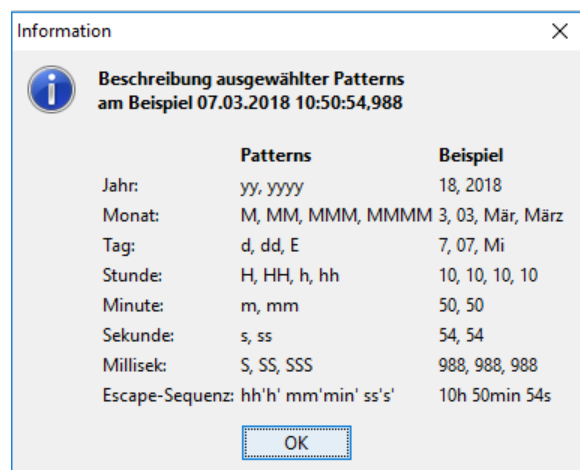 Information
Beschreibung ausgewählter Patterns
am Beispiel 07.03.2018 10:50:54,988
Patterns Beispiel
Jahr: yy, yyyy 18, 2018
Monat: M, MM, MMM, MMMM 3, 03, Mär, März
Tag: d, dd, E 7, 07, Mi
Stunde: H, HH, h, hh 10, 10, 10, 10
Minute: m, mm 50, 50
Sekunde: s, ss 54, 54
Millisek: S, SS, SSS 988, 988, 988
Escape-Sequenz: hh'h' mm'min' ss's' 10h 50min 54s
OK